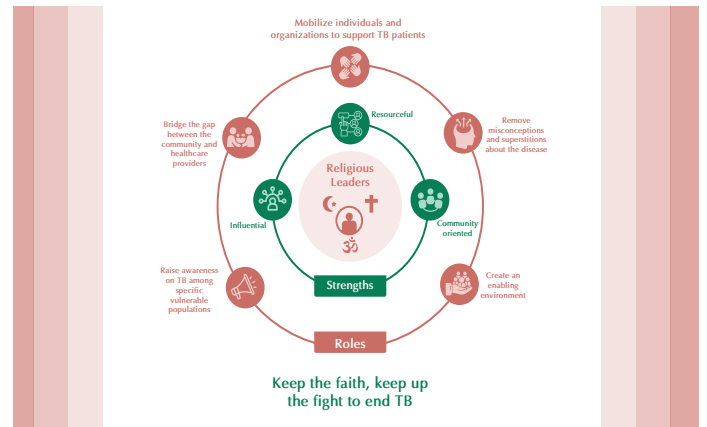 Mobilize individuals and
organizations to support TB patients
Resourceful
Bridge the gap
between the
community and
healthcare
providers
Remove
misconceptions
and superstitions
about the disease
Religious
Leaders
Influential
Community
oriented
Raise awareness
on TB among
specific
vulnerable
populations
Create an
enabling
environment
Strengths
Roles
Keep the faith, keep up
the fight to end TB